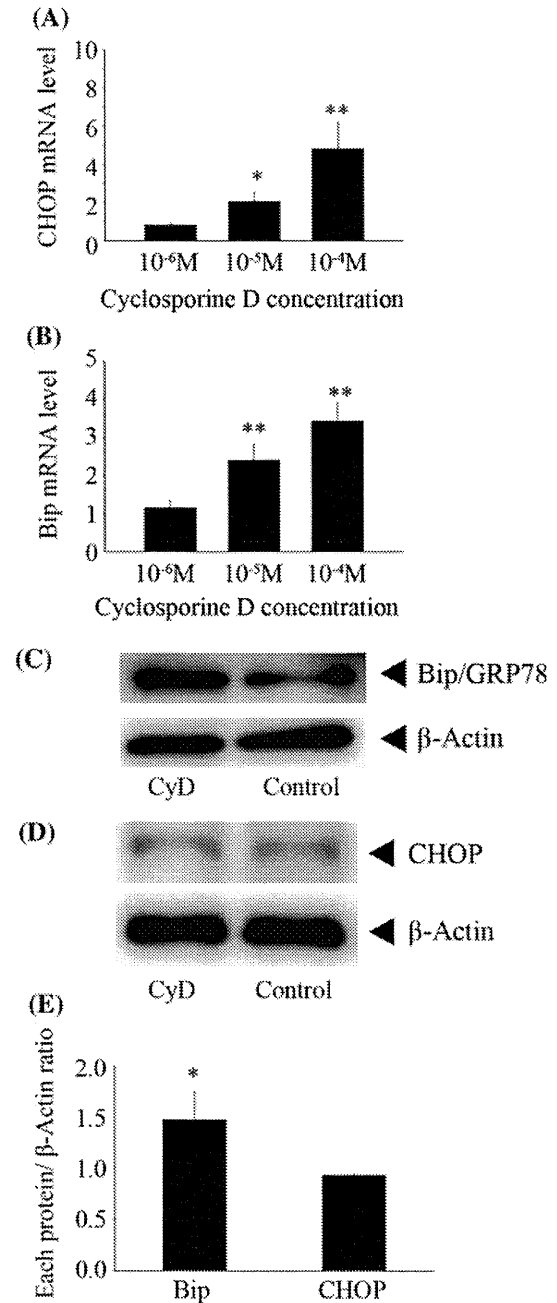 (A)
CHOP mRNA level
10
8
6
4
2
0
*
**
10⁻⁶M 10⁻⁵M 10⁻⁴M
Cyclosporine D concentration
(B)
Bip mRNA level
5
4
3
2
1
0
**
**
10⁻⁶M 10⁻⁵M 10⁻⁴M
Cyclosporine D concentration
(C)
Bip/GRP78
β-Actin
CyD Control
(D)
CHOP
β-Actin
CyD Control
(E)
Each protein/ β-Actin ratio
2.0
1.5
1.0
0.5
0.0
*
Bip CHOP